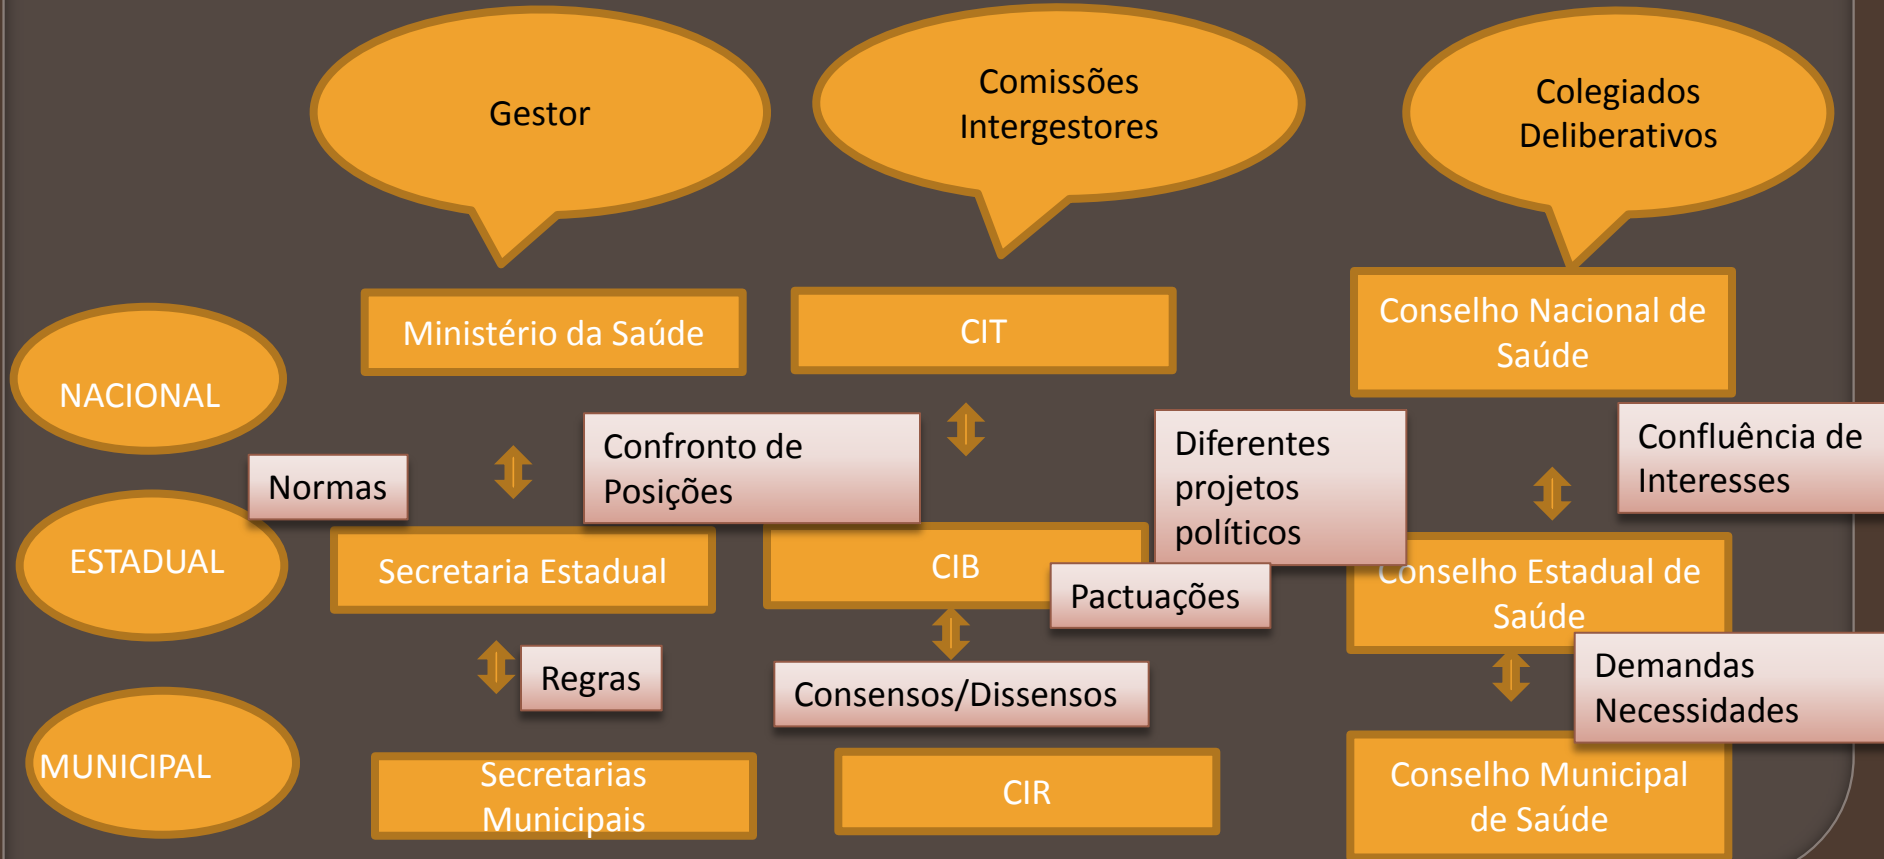 Gestor
Comissões
Intergestores
Colegiados
Deliberativos
NACIONAL
Ministério da Saúde
CIT
Conselho Nacional de
Saúde
Normas
Confronto de
Posições
Diferentes
projetos
políticos
Confluência de
Interesses
ESTADUAL
Secretaria Estadual
CIB
Pactuações
Conselho Estadual de
Saúde
Regras
Consensos/Dissensos
Demandas
Necessidades
MUNICIPAL
Secretarias
Municipais
CIR
Conselho Municipal
de Saúde